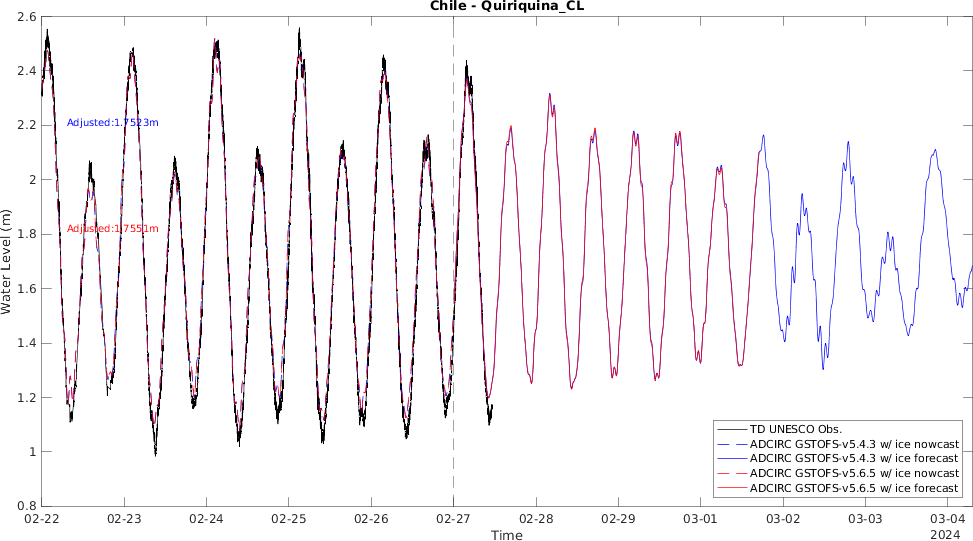 Chile - Quiriquina_CL
2.6
2.4
2.2
2
1.8
1.6
1.4
1.2
1
0.8
Water Level (m)
Adjusted:1.7523m
Adjusted:1.7551m
TD UNESCO Obs.
ADCIRC GSTOFS-v5.4.3 w/ ice nowcast
ADCIRC GSTOFS-v5.4.3 w/ ice forecast
ADCIRC GSTOFS-v5.6.5 w/ ice nowcast
ADCIRC GSTOFS-v5.6.5 w/ ice forecast
02-22 02-23 02-24 02-25 02-26 02-27 02-28 02-29 03-01 03-02 03-03 03-04
2024
Time